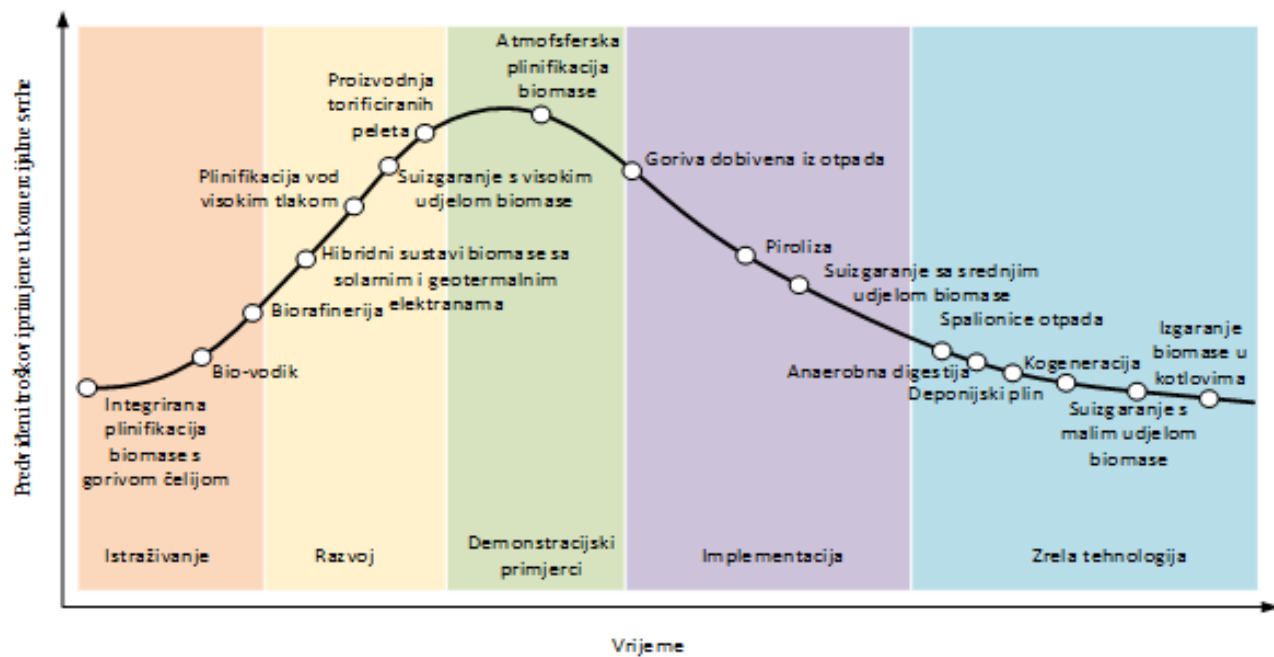 Predviđeni troškovi primjene u komercijalne svrhe
Atmofsferska
plinifikacija
biomase
Proizvodnja
torificiranih
peleta
Goriva dobivena iz otpada
Plinifikacija vod
visokim tlakom
Suizgaranje s visokim
udjelom biomase
Hibridni sustavi biomase sa
solarnim i geotermalnim
elektranama
Piroliza
Suizgaranje sa srednjim
udjelom biomase
Biorafinerija
Spalionice otpada
Izgaranje
biomase u
kotlovima
Bio-vodik
Anaerobna digestija
Kogeneracija
Deponijski plin
Integrirana
plinifikacija
biomase s
gorivom čelijom
Suizgaranje s
malim udjelom
biomase
Istraživanje
Razvoj
Demonstracijski
primjerci
Implementacija
Zrela tehnologija
Vrijeme